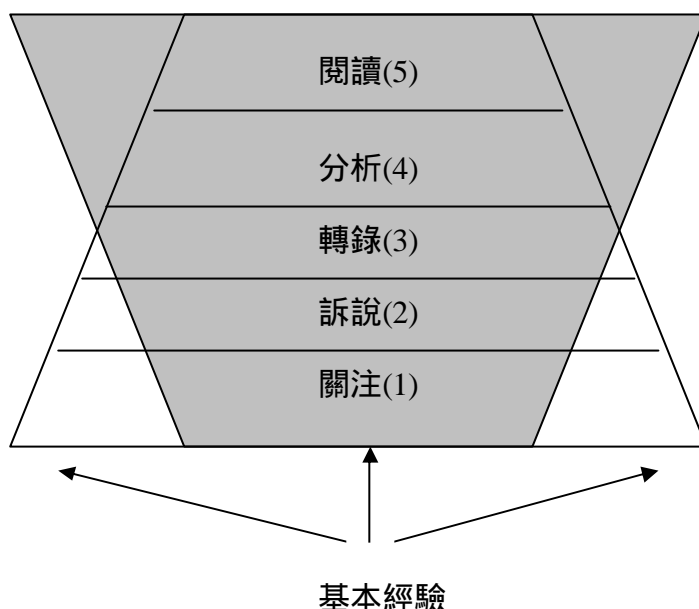 閱讀(5)
分析(4)
轉錄(3)
訴說(2)
關注(1)
基本經驗